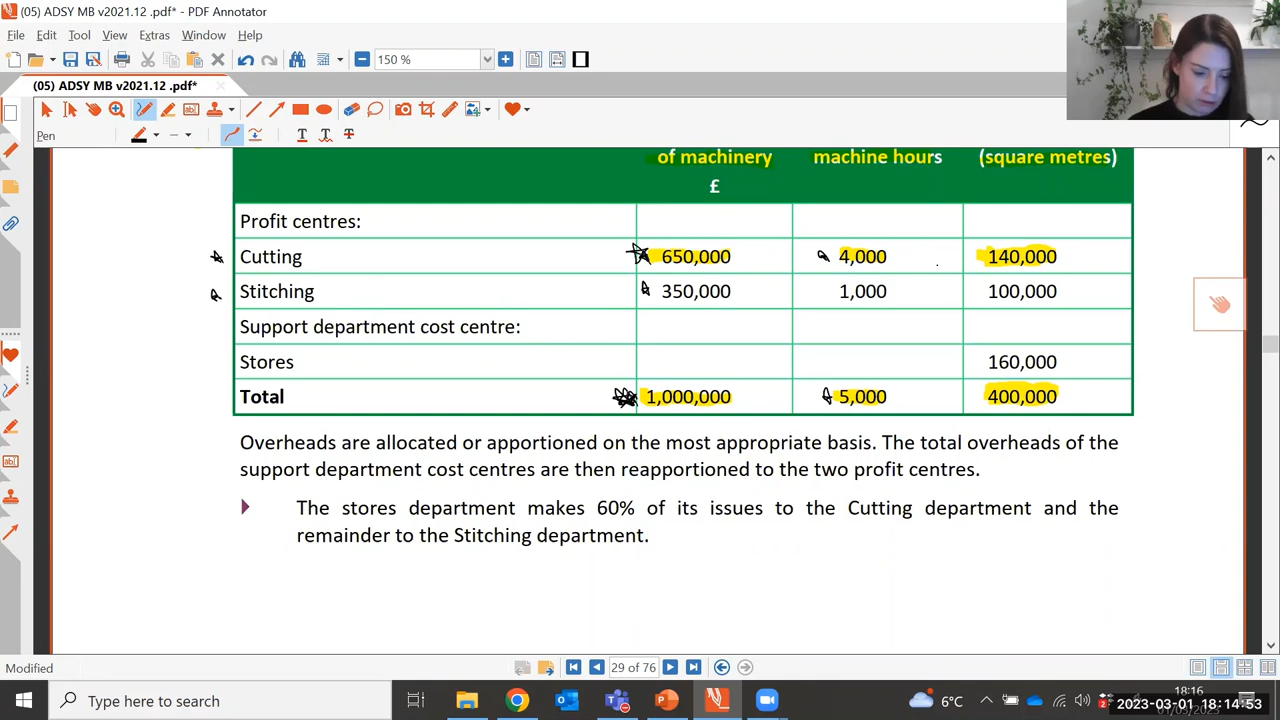 (05) ADSY MB v2021.12 .pdf* - PDF Annotator
File Edit Tool View Extras Window Help
150 %
(05) ADSY MB v2021.12 .pdf*
Pen
of machinery machine hours (square metres)
£
Profit centres:
Cutting 650,000 4,000 140,000
Stitching 350,000 1,000 100,000
Support department cost centre:
Stores 160,000
Total 1,000,000 5,000 400,000
Overheads are allocated or apportioned on the most appropriate basis. The total overheads of the
support department cost centres are then reapportioned to the two profit centres.
The stores department makes 60% of its issues to the Cutting department and the
remainder to the Stitching department.
Modified 29 of 76
Type here to search
6°C
18:16
2023-03-01 18:14:53